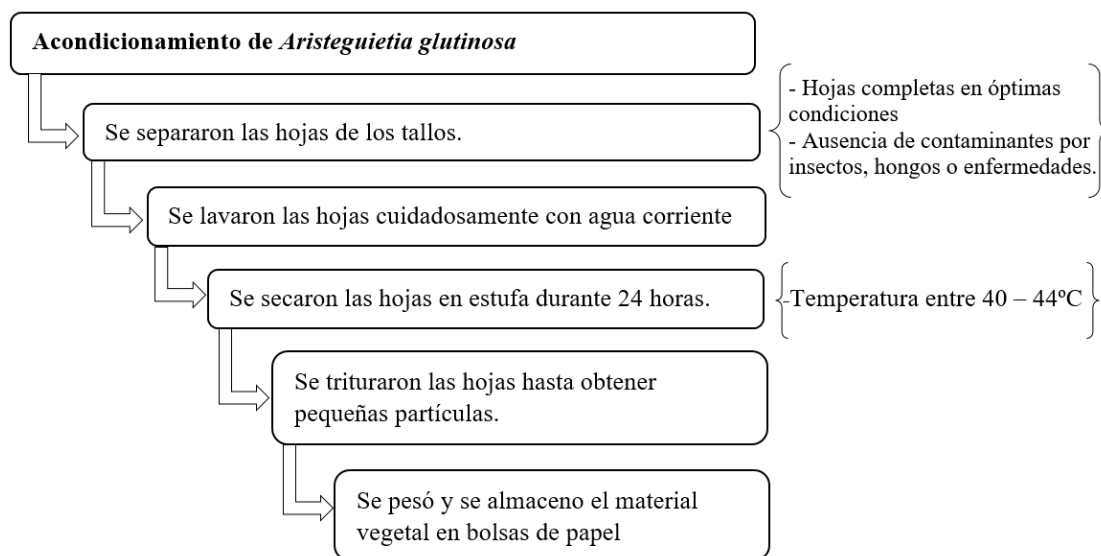 Acondicionamiento de Aristeguietia glutinosa
Se separaron las hojas de los tallos.
- Hojas completas en óptimas
condiciones
- Ausencia de contaminantes por
insectos, hongos o enfermedades.
Se lavaron las hojas cuidadosamente con agua corriente
Se secaron las hojas en estufa durante 24 horas.
-Temperatura entre 40 – 44ºC
Se trituraron las hojas hasta obtener
pequeñas partículas.
Se pesó y se almaceno el material
vegetal en bolsas de papel